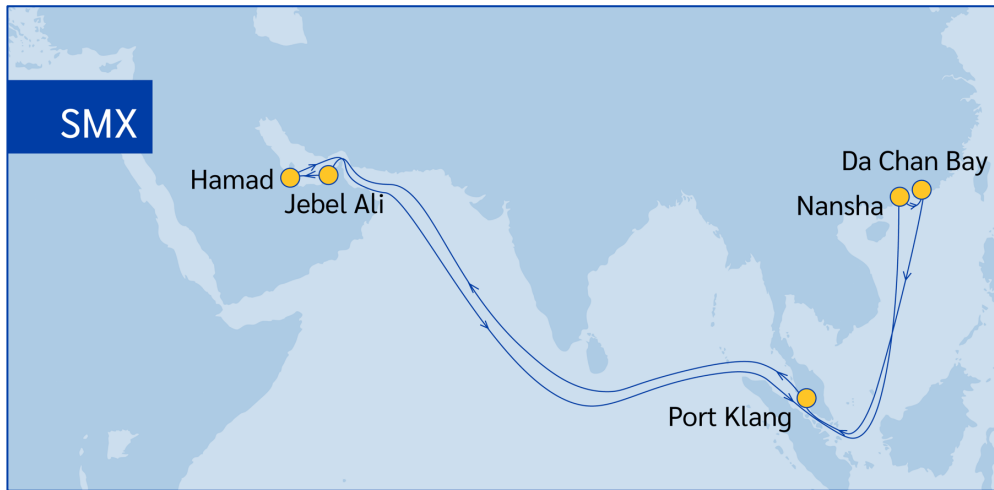 SMX
Da Chan Bay
Hamad
Nansha
Jebel Ali
Port Klang